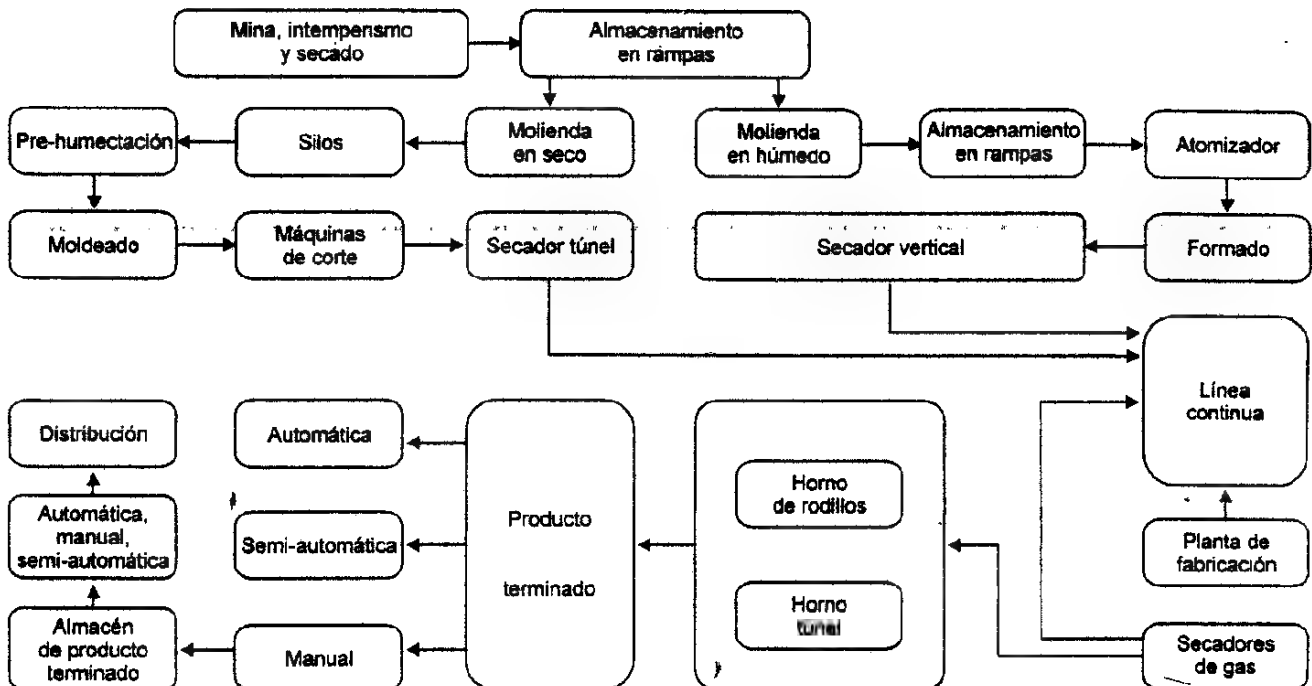 Mina, intemperismo
y secado
Almacenamiento
en rampas
Pre-humectación
Silos
Molienda
en seco
Molienda
en húmedo
Almacenamiento
en rampas
Atomizador
Moldeado
Máquinas
de corte
Secador túnel
Secador vertical
Formado
Línea
continua
Distribución
Automática
Producto
terminado
Horno
de rodillos
Automática,
manual,
semi-automática
Semi-automática
Planta de
fabricación
Almacén
de producto
terminado
Manual
Horno
túnel
Secadores
de gas